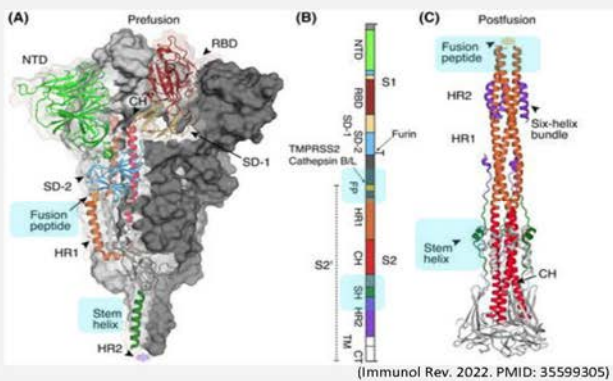 (A)
Prefusion
NTD
RBD
CH
SD-1
SD-2
Fusion
peptide
HR1
Stem
helix
HR2
(B)
NTD
RBD
SD-1
SD-2
FP
HR1
CH
SH
HR2
TM
CT
S1
Furin
TMPRSS2
Cathepsin B/L
S2
S2'
(C)
Postfusion
Fusion
peptide
HR2
Six-helix
bundle
HR1
Stem
helix
CH
(Immunol Rev. 2022. PMID: 35599305)